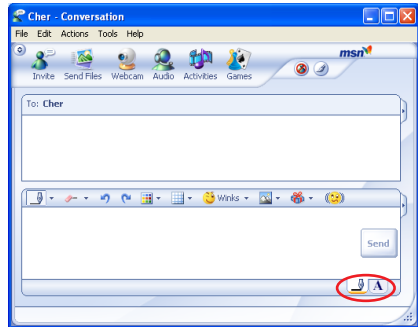 Cher - Conversation
File Edit Actions Tools Help
msn
Invite Send Files Webcam Audio Activities Games
To: Cher
Winks
Send
A